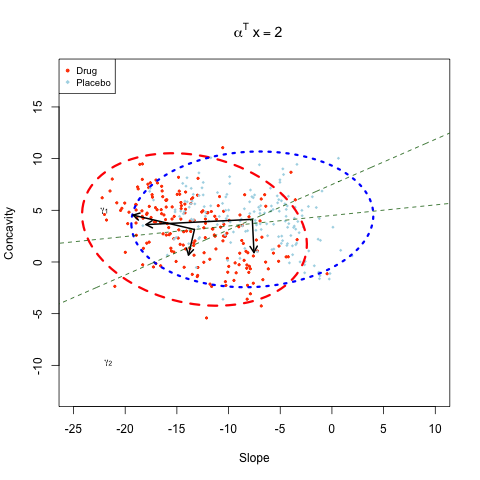 α^T x = 2
Drug
Placebo
Concavity
15
10
5
0
-5
-10
γ₁
γ₂
-25 -20 -15 -10 -5 0 5 10
Slope